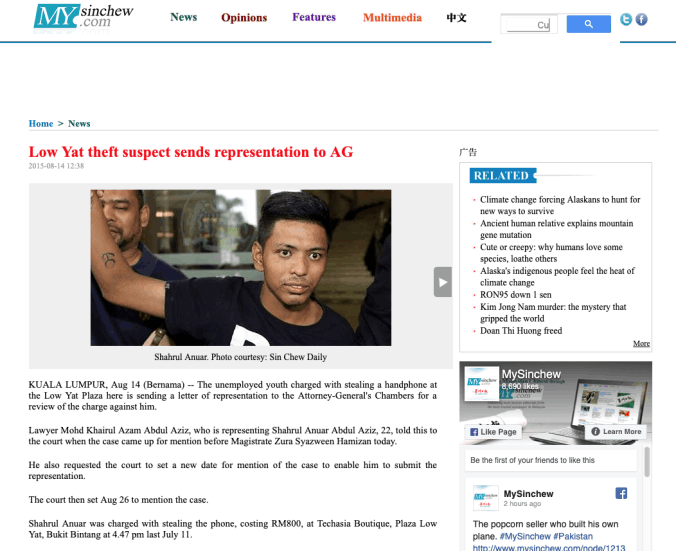 MY sinchew
.com
News Opinions Features Multimedia 中文
Cu
Home > News
Low Yat theft suspect sends representation to AG
2015-08-14 12:38
Shahrul Anuar. Photo courtesy: Sin Chew Daily
KUALA LUMPUR, Aug 14 (Bernama) -- The unemployed youth charged with stealing a handphone at
the Low Yat Plaza here is sending a letter of representation to the Attorney-General's Chambers for a
review of the charge against him.
Lawyer Mohd Khairul Azam Abdul Aziz, who is representing Shahrul Anuar Abdul Aziz, 22, told this to
the court when the case came up for mention before Magistrate Zura Syazween Hamizan today.
He also requested the court to set a new date for mention of the case to enable him to submit the
representation.
The court then set Aug 26 to mention the case.
Shahrul Anuar was charged with stealing the phone, costing RM800, at Techasia Boutique, Plaza Low
Yat, Bukit Bintang at 4.47 pm last July 11.
广告
RELATED
Climate change forcing Alaskans to hunt for
new ways to survive
Ancient human relative explains mountain
gene mutation
Cute or creepy: why humans love some
species, loathe others
Alaska's indigenous people feel the heat of
climate change
RON95 down 1 sen
Kim Jong Nam murder: the mystery that
gripped the world
Doan Thi Huong freed
More
MySinchew
8,690 likes
Like Page Learn More
Be the first of your friends to like this
MySinchew
2 hours ago
The popcorn seller who built his own
plane. #MySinchew #Pakistan
http://www.mysinchew.com/node/1213